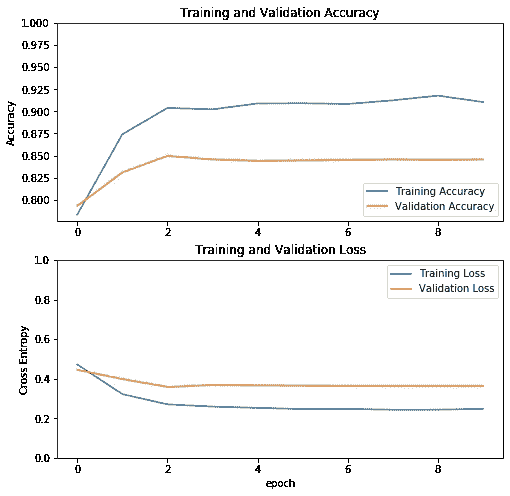 Training and Validation Accuracy
1.000
0.975
0.950
0.925
0.900
0.875
0.850
0.825
0.800
Accuracy
Training Accuracy
Validation Accuracy
0 2 4 6 8
Training and Validation Loss
1.0
0.8
0.6
0.4
0.2
0.0
Cross Entropy
Training Loss
Validation Loss
0 2 4 6 8
epoch